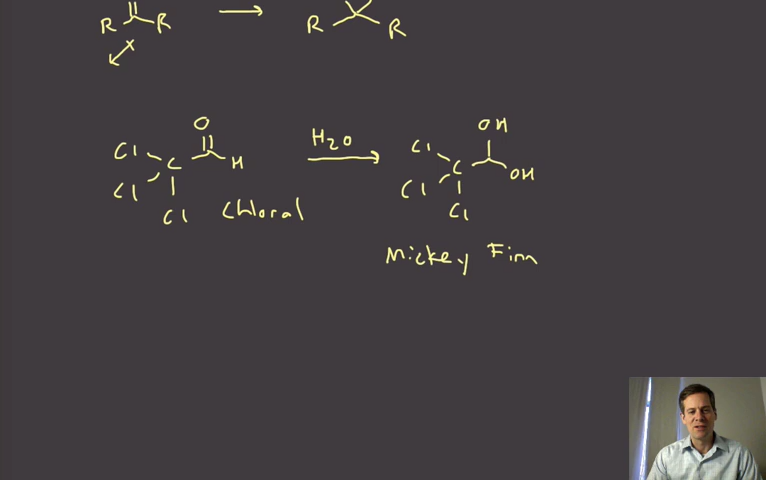 R R R R
O OH
Cl C H H2O Cl C OH
Cl Cl
Cl Chloral Cl
Mickey Finn